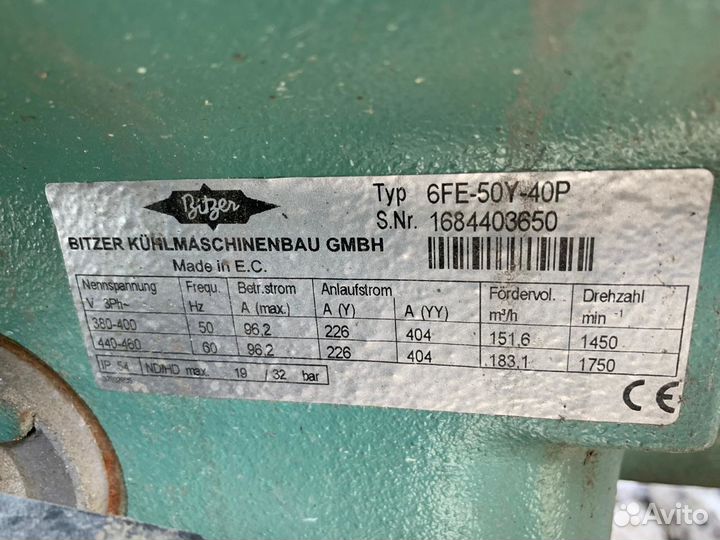 Bitzer
Typ 6FE-50Y-40P
S.Nr. 1684403650
BITZER KÜHLMASCHINENBAU GMBH
Made in E.C.
Nennspannung Frequ. Betr.strom Anlaufstrom Fördervol. Drehzahl
V 3Ph~ Hz A (max.) A (Y) A (YY) m³/h min -1
380-400 50 96,2 226 404 151,6 1450
440-460 60 96,2 226 404 183,1 1750
IP 54 ND/HD max. 19 / 32 bar
CE
Avito